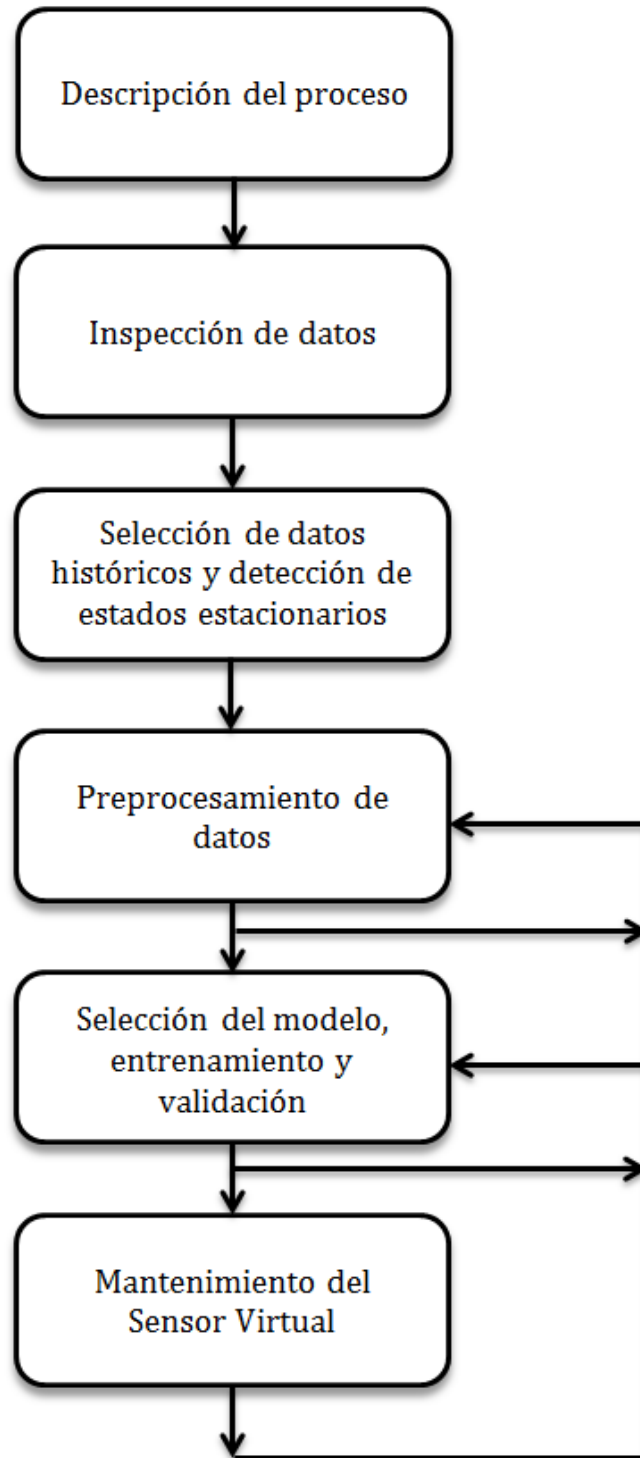 Descripción del proceso
Inspección de datos
Selección de datos
históricos y detección de
estados estacionarios
Preprocesamiento de
datos
Selección del modelo,
entrenamiento y
validación
Mantenimiento del
Sensor Virtual